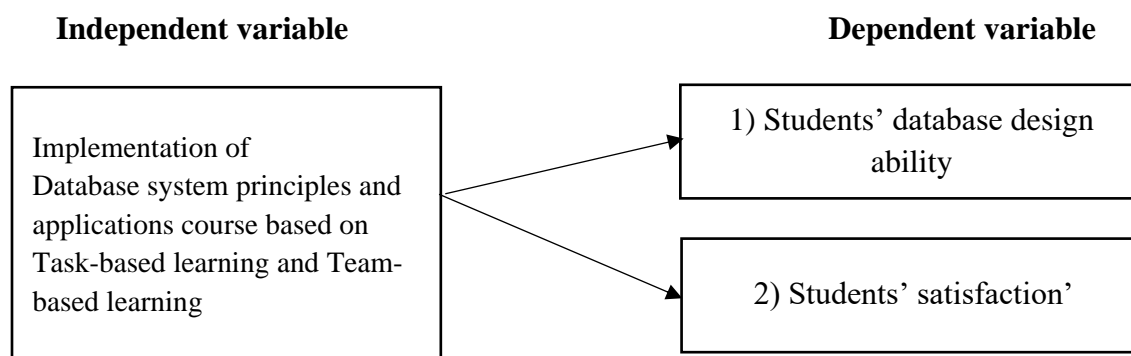 Independent variable
Dependent variable
Implementation of
Database system principles and
applications course based on
Task-based learning and Team-
based learning
1) Students’ database design
ability
2) Students’ satisfaction’